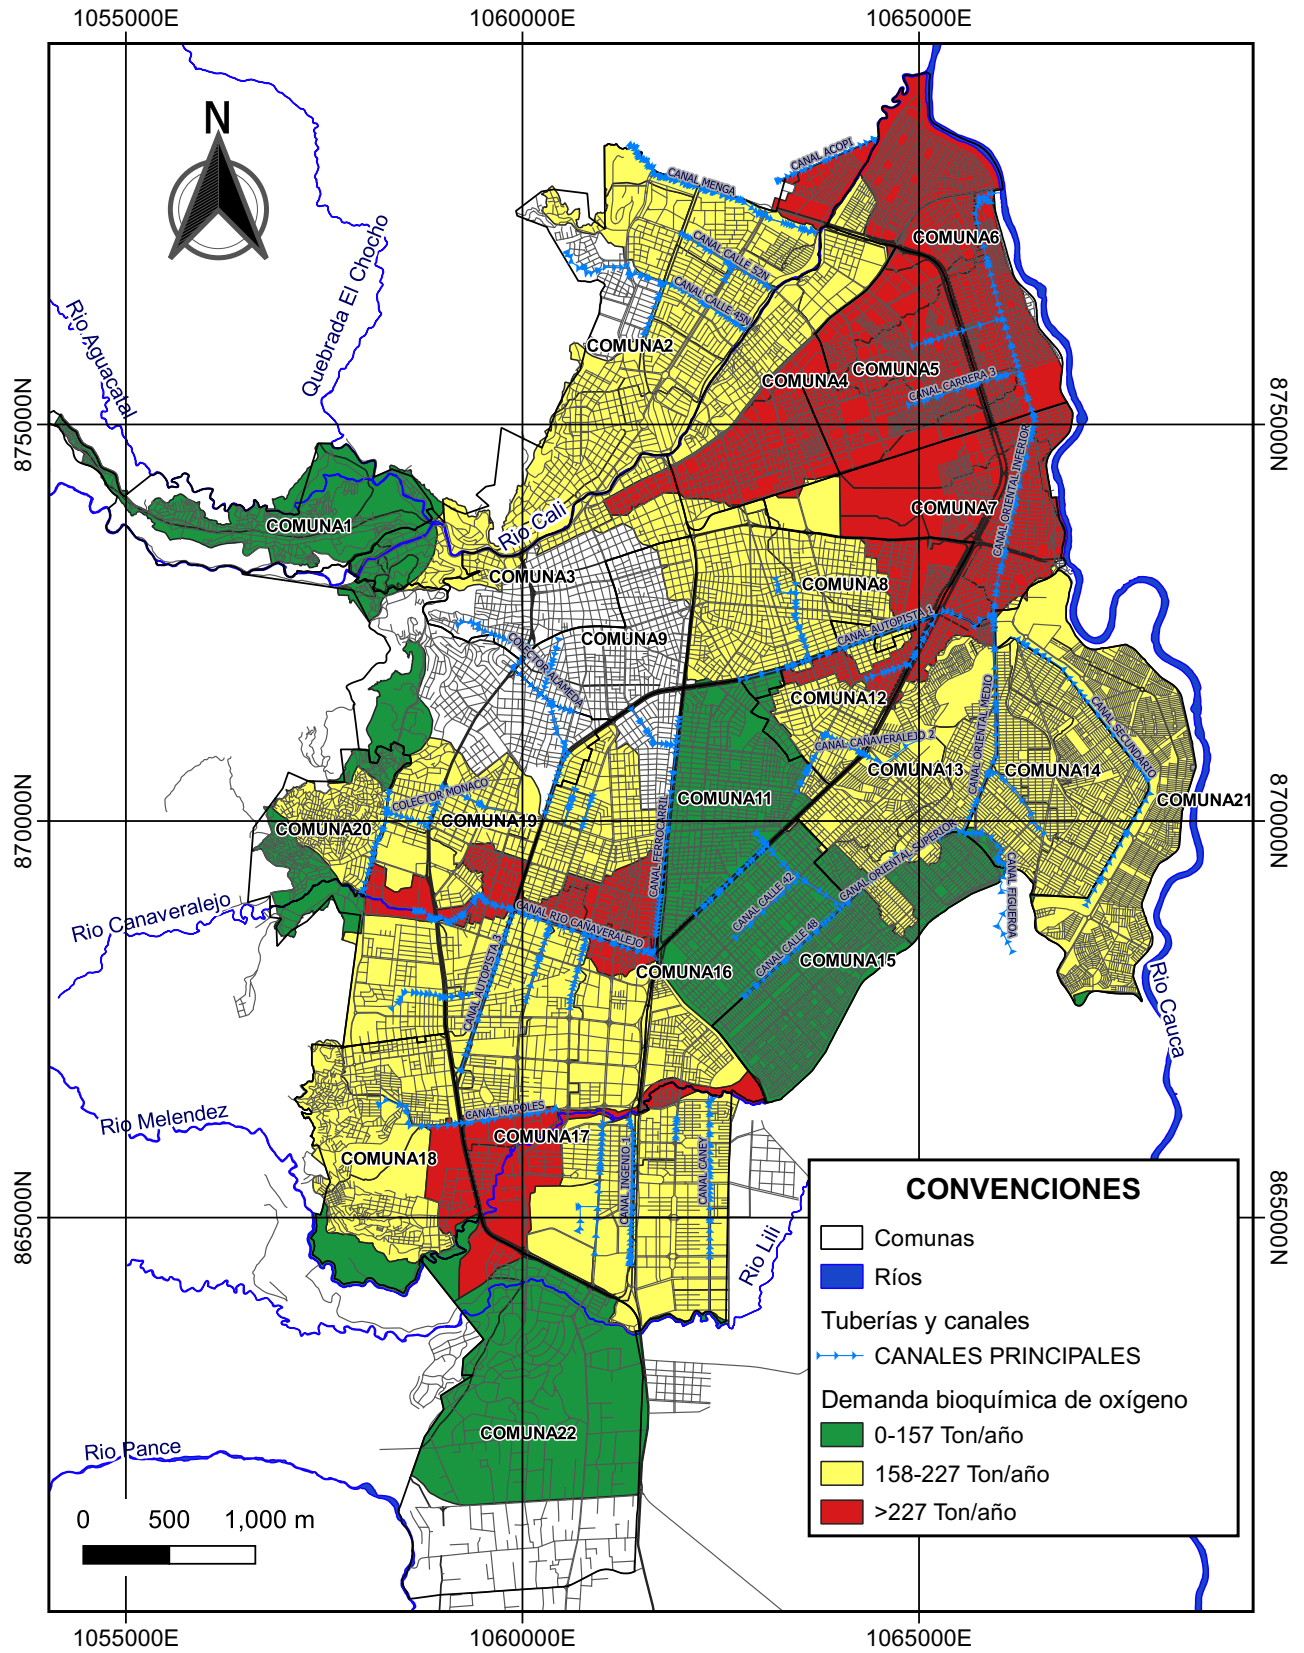 1055000E
1060000E
1065000E
N
CANAL ACOPI
CANAL MENGA
COMUNA6
CANAL CALLE 52N
CANAL CALLE 45N
Quebrada El Chocho
Rio Aguacatal
COMUNA2
COMUNA5
COMUNA4
CANAL CARRERA 3
875000N
875000N
CANAL ORIENTAL INFERIOR
COMUNA7
COMUNA1
Rio Cali
COMUNA3
COMUNA8
CANAL AUTOPISTA 1
COMUNA9
COLECTOR ALAMEDA
COMUNA12
CANAL ORIENTAL MEDIO
CANAL SECUNDARIO
CANAL CAÑAVERALEJO 2
COMUNA13
COMUNA14
COMUNA21
COLECTOR MONACO
COMUNA11
COMUNA19
COMUNA20
870000N
870000N
CANAL FERROCARRIL
CANAL ORIENTAL SUPERIOR
CANAL FIGUEROA
CANAL CALLE 42
Rio Canaveralejo
CANAL RIO CAÑAVERALEJO
CANAL CALLE 48
CANAL AUTOPISTA 3
COMUNA16
COMUNA15
Rio Cauca
Rio Melendez
CANAL NAPOLES
COMUNA17
COMUNA18
CANAL INGENIO 1
CANAL CANEY
865000N
865000N
Rio Lili
CONVENCIONES
Comunas
Ríos
Tuberías y canales
CANALES PRINCIPALES
Demanda bioquímica de oxígeno
0-157 Ton/año
158-227 Ton/año
>227 Ton/año
COMUNA22
Rio Pance
0 500 1,000 m
1055000E
1060000E
1065000E